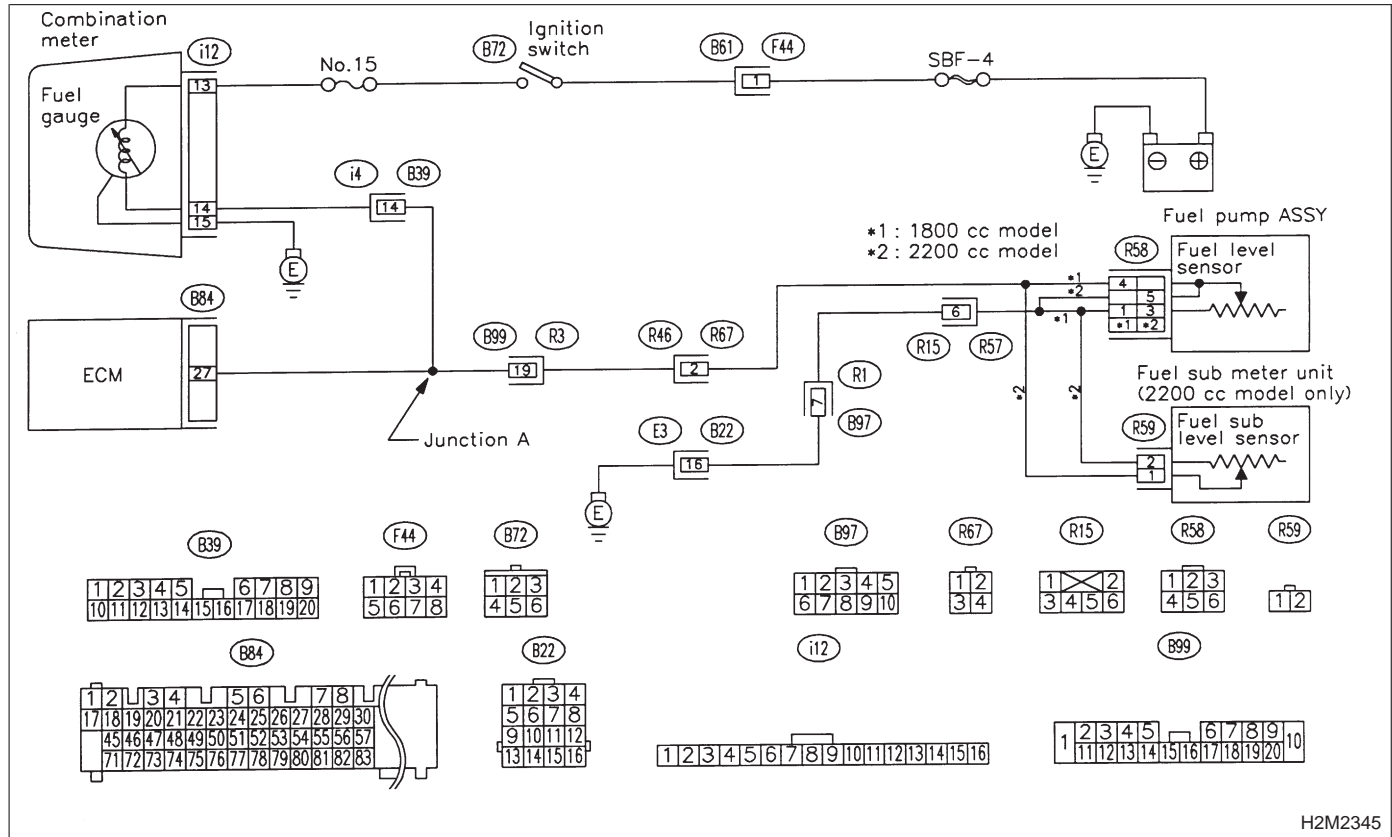 Combination
meter
i12
No.15
B72
Ignition
switch
B61
F44
SBF-4
13
1
Fuel
gauge
E
⊖ ⊕
14
15
i4
B39
14
E
*1 : 1800 cc model
*2 : 2200 cc model
Fuel pump ASSY
R58
Fuel level
sensor
*1
4
*2
5
1 3
*1
*1 *2
B84
ECM
27
B99
R3
19
R46
R67
2
6
R15
R57
R1
7
B97
Junction A
E3
B22
16
E
*2
*2
Fuel sub meter unit
(2200 cc model only)
R59
Fuel sub
level sensor
2
1
B39
1 2 3 4 5 6 7 8 9
10 11 12 13 14 15 16 17 18 19 20
F44
1 2 3 4
5 6 7 8
B72
1 2 3
4 5 6
B97
1 2 3 4 5
6 7 8 9 10
R67
1 2
3 4
R15
1 2
3 4 5 6
R58
1 2 3
4 5 6
R59
1 2
B84
1 2 3 4 5 6 7 8
17 18 19 20 21 22 23 24 25 26 27 28 29 30
45 46 47 48 49 50 51 52 53 54 55 56 57
71 72 73 74 75 76 77 78 79 80 81 82 83
B22
1 2 3 4
5 6 7 8
9 10 11 12
13 14 15 16
i12
1 2 3 4 5 6 7 8 9 10 11 12 13 14 15 16
B99
1 2 3 4 5 6 7 8 9 10
11 12 13 14 15 16 17 18 19 20
H2M2345